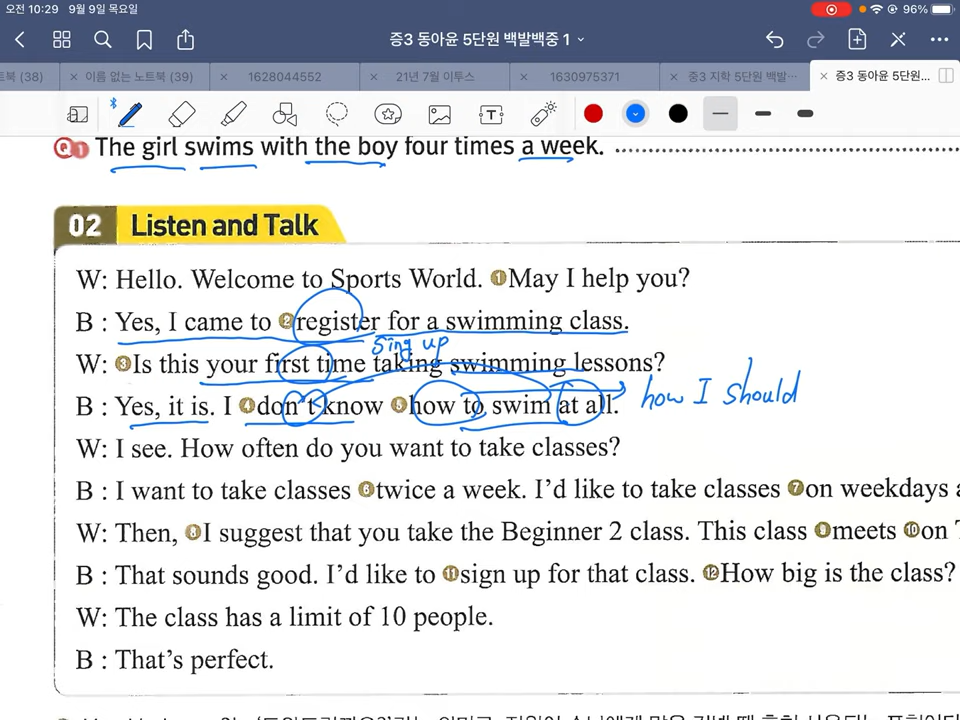 오전 10:29 9월 9일 목요일 96%
증3 동아윤 5단원 백발백중 1
트북 (38) × 이름 없는 노트북 (39) × 1628044552 × 21년 7월 이투스 × 1630975371 × 중3 지학 5단원 백발… × 증3 동아윤 5단원…
Q1 The girl swims with the boy four times a week.
02 Listen and Talk
W: Hello. Welcome to Sports World. ❶May I help you?
B : Yes, I came to ❷register for a swimming class.
sing up
W: ❸Is this your first time taking swimming lessons?
B : Yes, it is. I ❹don't know ❺how to swim at all. how I should
W: I see. How often do you want to take classes?
B : I want to take classes ❻twice a week. I'd like to take classes ❼on weekdays
W: Then, ❽I suggest that you take the Beginner 2 class. This class ❾meets ❿on
B : That sounds good. I'd like to ⓫sign up for that class. ⓬How big is the class?
W: The class has a limit of 10 people.
B : That's perfect.